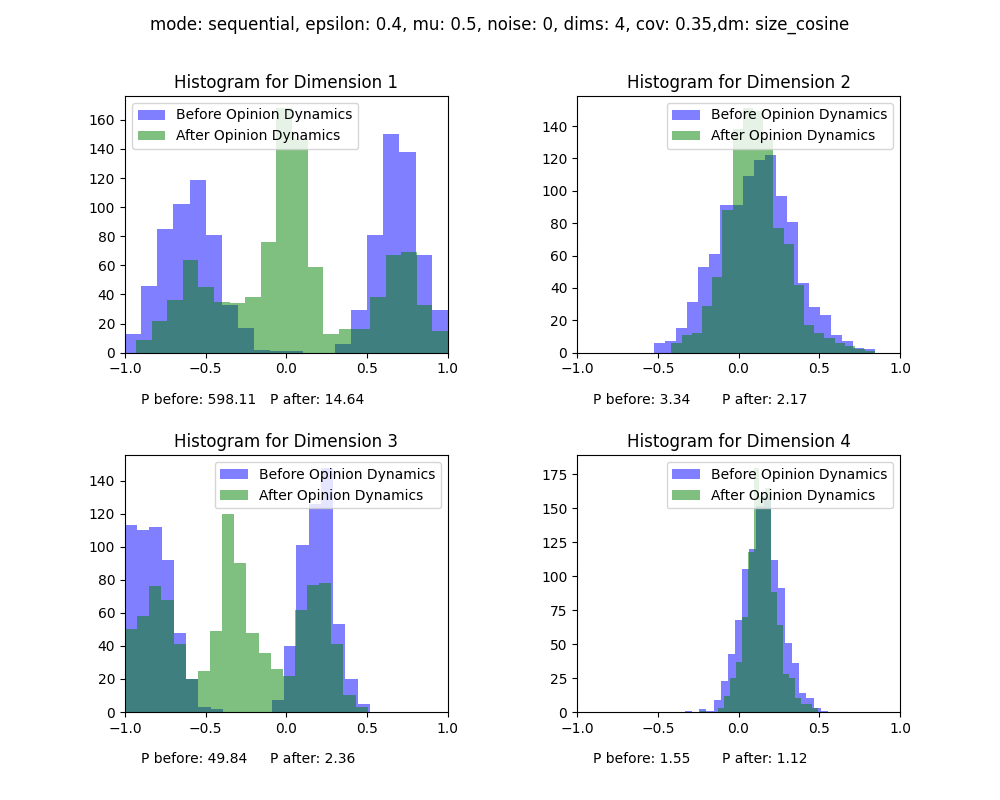 mode: sequential, epsilon: 0.4, mu: 0.5, noise: 0, dims: 4, cov: 0.35,dm: size_cosine
Histogram for Dimension 1
Before Opinion Dynamics
After Opinion Dynamics
160
140
120
100
80
60
40
20
0
−1.0 −0.5 0.0 0.5 1.0
P before: 598.11 P after: 14.64
Histogram for Dimension 2
Before Opinion Dynamics
After Opinion Dynamics
140
120
100
80
60
40
20
0
−1.0 −0.5 0.0 0.5 1.0
P before: 3.34 P after: 2.17
Histogram for Dimension 3
Before Opinion Dynamics
After Opinion Dynamics
140
120
100
80
60
40
20
0
−1.0 −0.5 0.0 0.5 1.0
P before: 49.84 P after: 2.36
Histogram for Dimension 4
Before Opinion Dynamics
After Opinion Dynamics
175
150
125
100
75
50
25
0
−1.0 −0.5 0.0 0.5 1.0
P before: 1.55 P after: 1.12